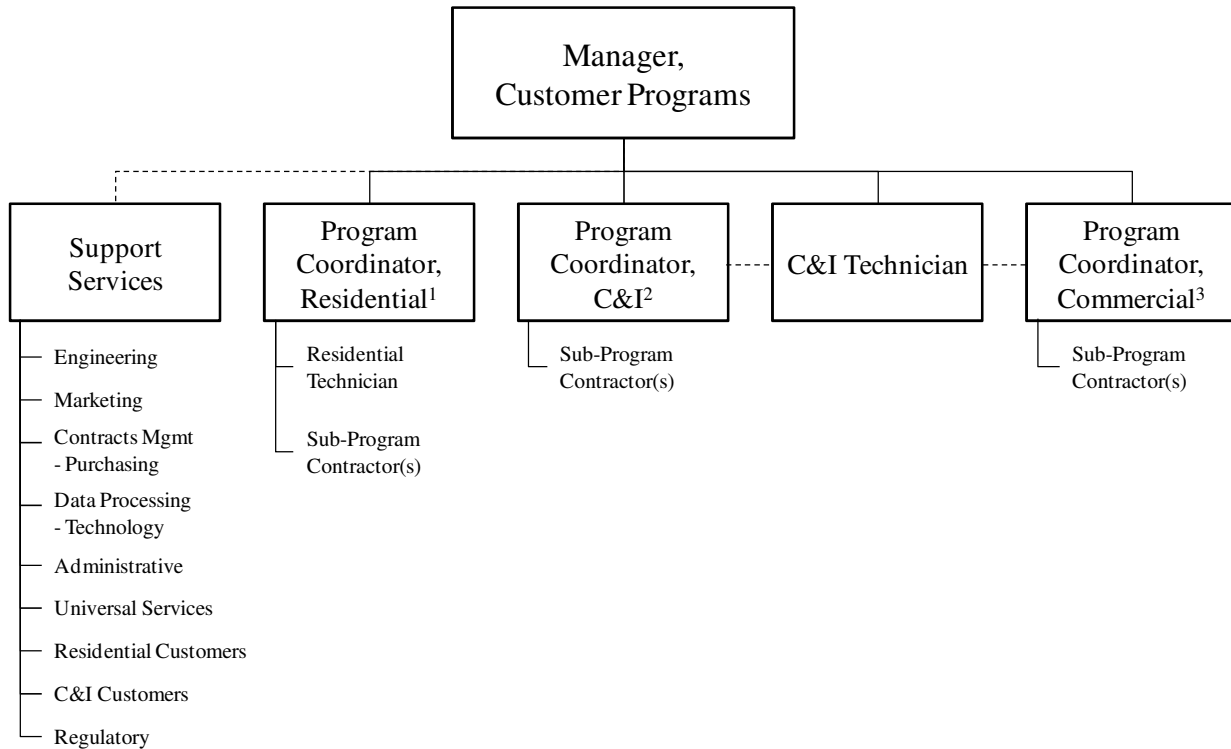 Manager,
Customer Programs
Support
Services
Program
Coordinator,
Residential¹
Program
Coordinator,
C&I²
C&I Technician
Program
Coordinator,
Commercial³
Engineering
Marketing
Contracts Mgmt
- Purchasing
Data Processing
- Technology
Administrative
Universal Services
Residential Customers
C&I Customers
Regulatory
Residential
Technician
Sub-Program
Contractor(s)
Sub-Program
Contractor(s)
Sub-Program
Contractor(s)